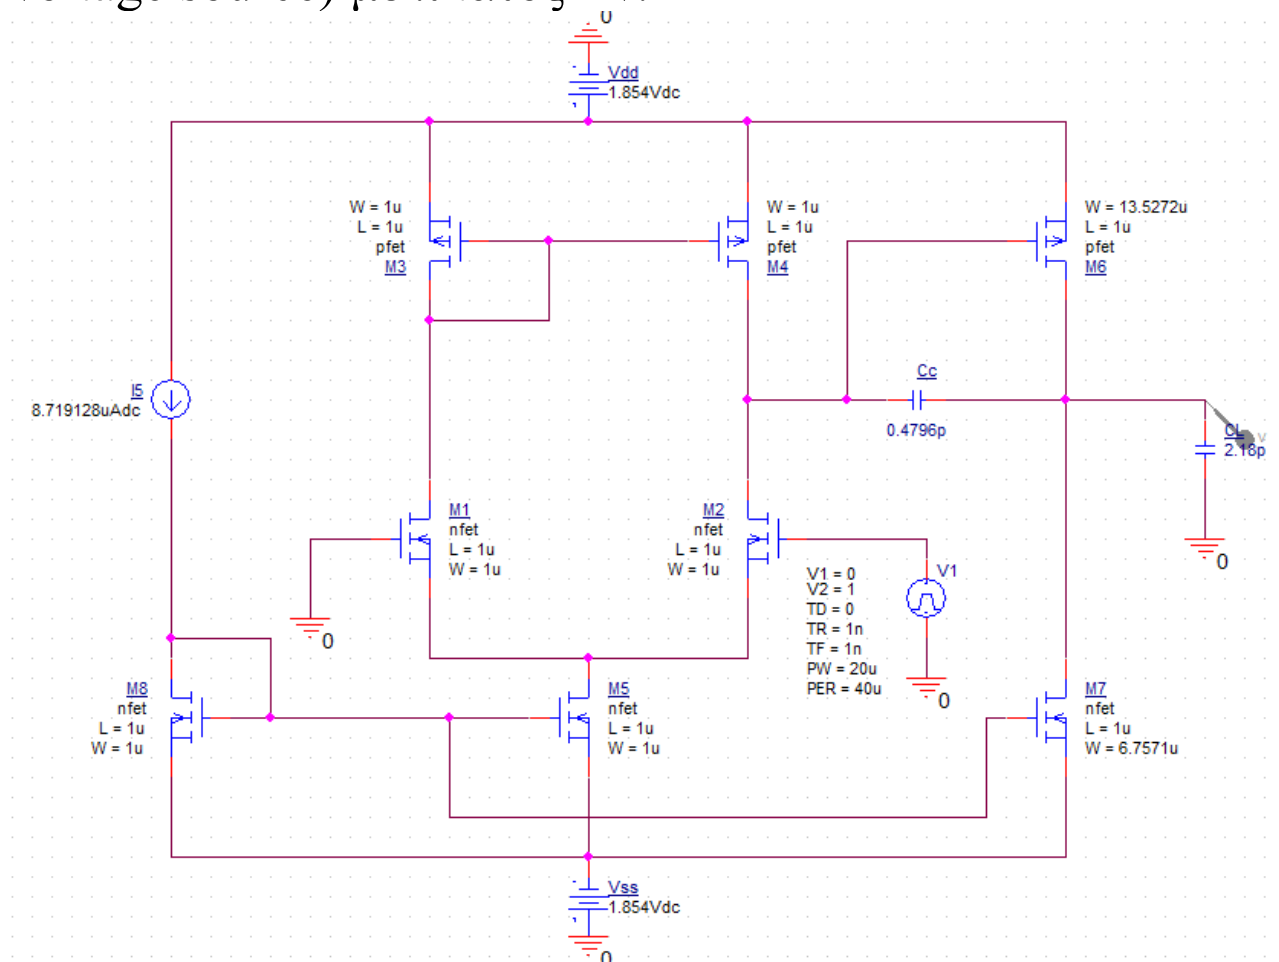 0
Vdd
1.854Vdc
W = 1u
L = 1u
pfet
M3
W = 1u
L = 1u
pfet
M4
W = 13.5272u
L = 1u
pfet
M6
I5
8.719128uAdc
Cc
0.4796p
CL
2.18p
V
0
M1
nfet
L = 1u
W = 1u
M2
nfet
L = 1u
W = 1u
V1
V1 = 0
V2 = 1
TD = 0
TR = 1n
TF = 1n
PW = 20u
PER = 40u
0
0
M8
nfet
L = 1u
W = 1u
M5
nfet
L = 1u
W = 1u
M7
nfet
L = 1u
W = 6.7571u
Vss
1.854Vdc
0